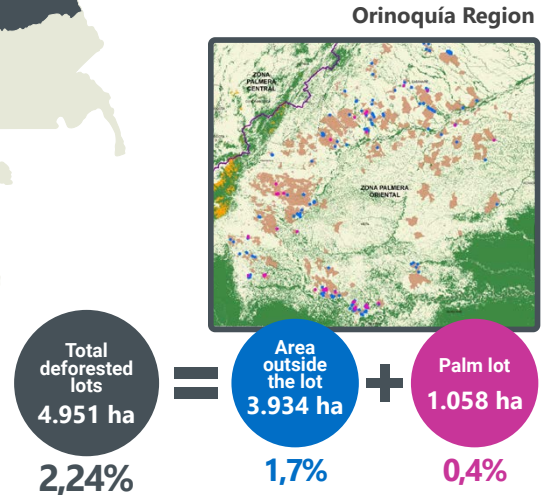 Orinoquía Region
ZONA
PALMERA
CENTRAL
ZONA PALMERA
ORIENTAL
Total
deforested
lots
4.951 ha
2,24%
=
Area
outside
the lot
3.934 ha
1,7%
+
Palm lot
1.058 ha
0,4%